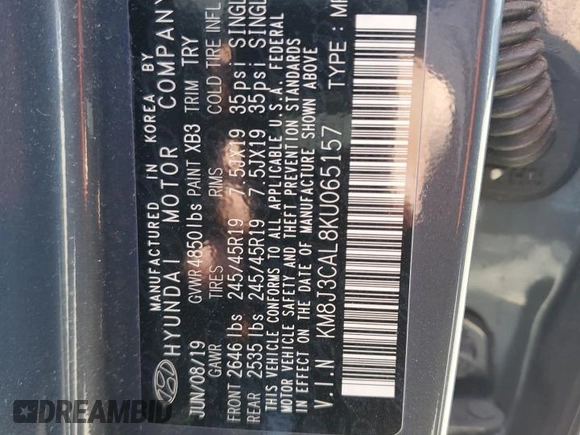 MANUFACTURED IN KOREA BY
HYUNDAI MOTOR COMPANY
JUN/08/19 GVWR 4850 lbs PAINT XB3 TRIM TRY
GAWR TIRES RIMS COLD TIRE INFL
FRONT 2646 lbs 245/45R19 7.5JX19 35psi SINGL
REAR 2535 lbs 245/45R19 7.5JX19 35psi SINGL
THIS VEHICLE CONFORMS TO ALL APPLICABLE U.S.A. FEDERAL
MOTOR VEHICLE SAFETY AND THEFT PREVENTION STANDARDS
IN EFFECT ON THE DATE OF MANUFACTURE SHOWN ABOVE
V.I.N KM8J3CAL8KU065157 TYPE :
DREAMBID